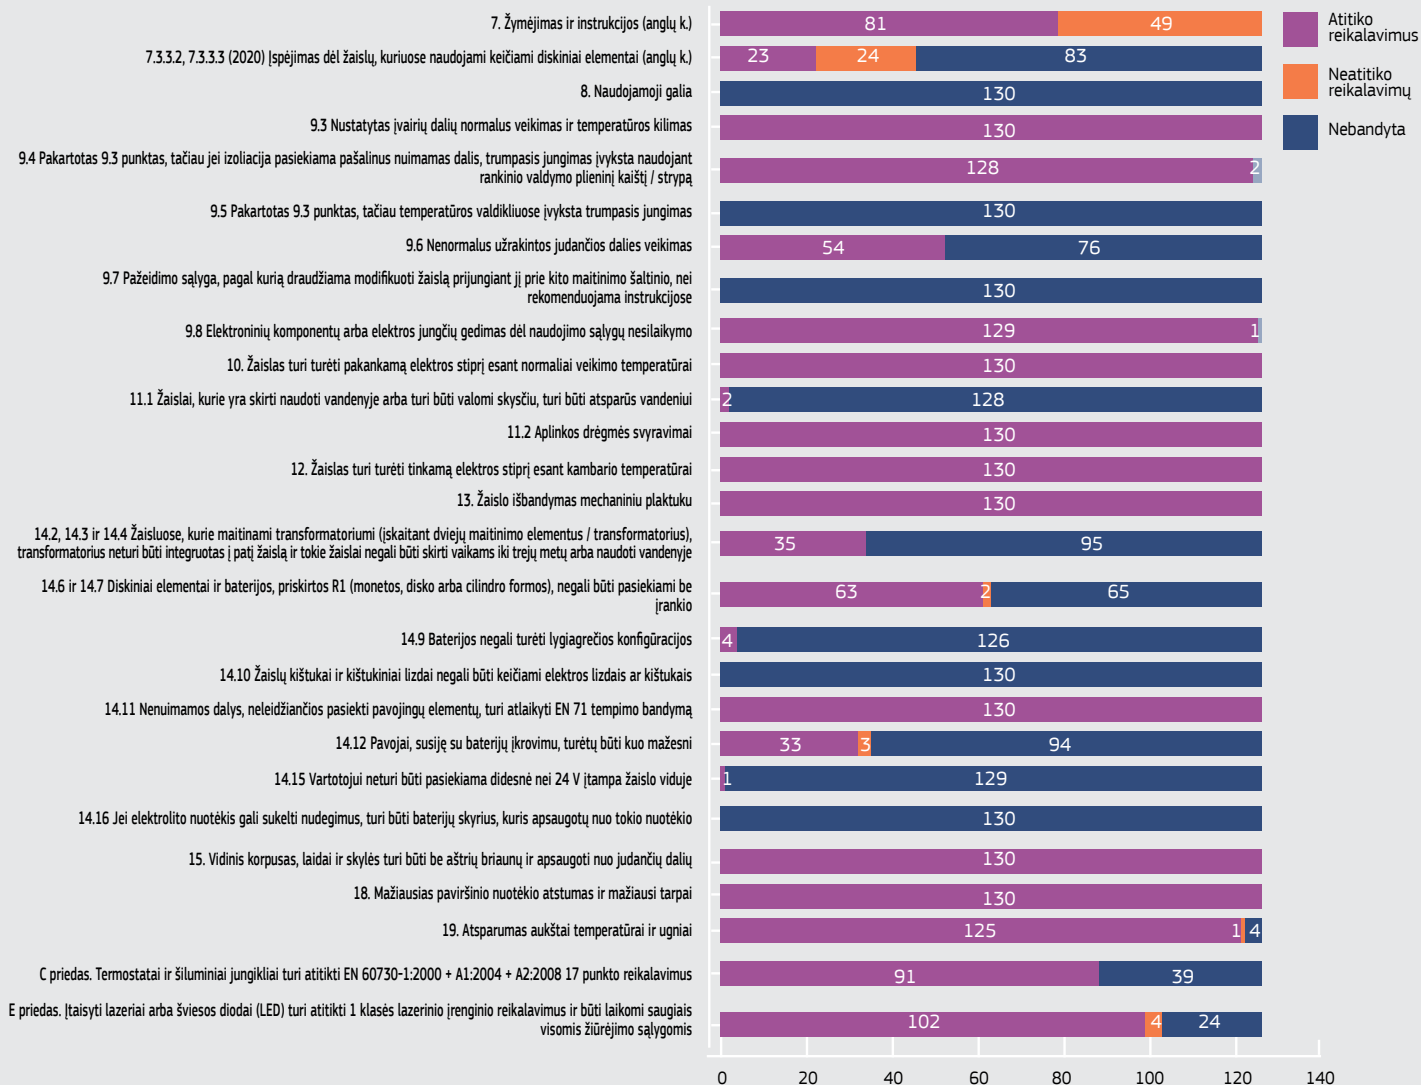 7. Žymėjimas ir instrukcijos (anglų k.)
81 49
7.3.3.2, 7.3.3.3 (2020) Įspėjimas dėl žaislų, kuriuose naudojami keičiami diskiniai elementai (anglų k.)
23 24 83
8. Naudojamoji galia
130
9.3 Nustatytas įvairių dalių normalus veikimas ir temperatūros kilimas
130
9.4 Pakartotas 9.3 punktas, tačiau jei izoliacija pasiekiama pašalinus nuimamas dalis, trumpasis jungimas įvyksta naudojant
rankinio valdymo plieninį kaištį / strypą
128 2
9.5 Pakartotas 9.3 punktas, tačiau temperatūros valdikliuose įvyksta trumpasis jungimas
130
9.6 Nenormalus užrakintos judančios dalies veikimas
54 76
9.7 Pažeidimo sąlyga, pagal kurią draudžiama modifikuoti žaislą prijungiant jį prie kito maitinimo šaltinio, nei
rekomenduojama instrukcijose
130
9.8 Elektroninių komponentų arba elektros jungčių gedimas dėl naudojimo sąlygų nesilaikymo
129 1
10. Žaislas turi turėti pakankamą elektros stiprį esant normaliai veikimo temperatūrai
130
11.1 Žaislai, kurie yra skirti naudoti vandenyje arba turi būti valomi skysčiu, turi būti atsparūs vandeniui
2 128
11.2 Aplinkos drėgmės svyravimai
130
12. Žaislas turi turėti tinkamą elektros stiprį esant kambario temperatūrai
130
13. Žaislo išbandymas mechaniniu plaktuku
130
14.2, 14.3 ir 14.4 Žaisluose, kurie maitinami transformatoriumi (įskaitant dviejų maitinimo elementus / transformatorius),
transformatorius neturi būti integruotas į patį žaislą ir tokie žaislai negali būti skirti vaikams iki trejų metų arba naudoti vandenyje
35 95
14.6 ir 14.7 Diskiniai elementai ir baterijos, priskirtos R1 (monetos, disko arba cilindro formos), negali būti pasiekiami be
įrankio
63 2 65
14.9 Baterijos negali turėti lygiagrečios konfigūracijos
4 126
14.10 Žaislų kištukai ir kištukiniai lizdai negali būti keičiami elektros lizdais ar kištukais
130
14.11 Nenuimamos dalys, neleidžiančios pasiekti pavojingų elementų, turi atlaikyti EN 71 tempimo bandymą
130
14.12 Pavojai, susiję su baterijų įkrovimu, turėtų būti kuo mažesni
33 3 94
14.15 Vartotojui neturi būti pasiekiama didesnė nei 24 V įtampa žaislo viduje
1 129
14.16 Jei elektrolito nuotėkis gali sukelti nudegimus, turi būti baterijų skyrius, kuris apsaugotų nuo tokio nuotėkio
130
15. Vidinis korpusas, laidai ir skylės turi būti be aštrių briaunų ir apsaugoti nuo judančių dalių
130
18. Mažiausias paviršinio nuotėkio atstumas ir mažiausi tarpai
130
19. Atsparumas aukštai temperatūrai ir ugniai
125 1 4
C priedas. Termostatai ir šiluminiai jungikliai turi atitikti EN 60730-1:2000 + A1:2004 + A2:2008 17 punkto reikalavimus
91 39
E priedas. Įtaisyti lazeriai arba šviesos diodai (LED) turi atitikti 1 klasės lazerinio įrenginio reikalavimus ir būti laikomi saugiais
visomis žiūrėjimo sąlygomis
102 4 24
0 20 40 60 80 100 120 140
Atitiko
reikalavimus
Neatitiko
reikalavimų
Nebandyta